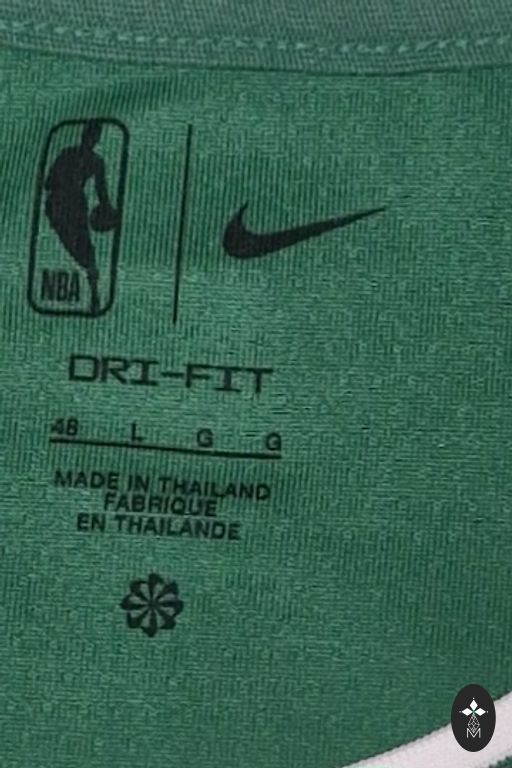 NBA
DRI-FIT
48 L G G
MADE IN THAILAND
FABRIQUE
EN THAILANDE
M